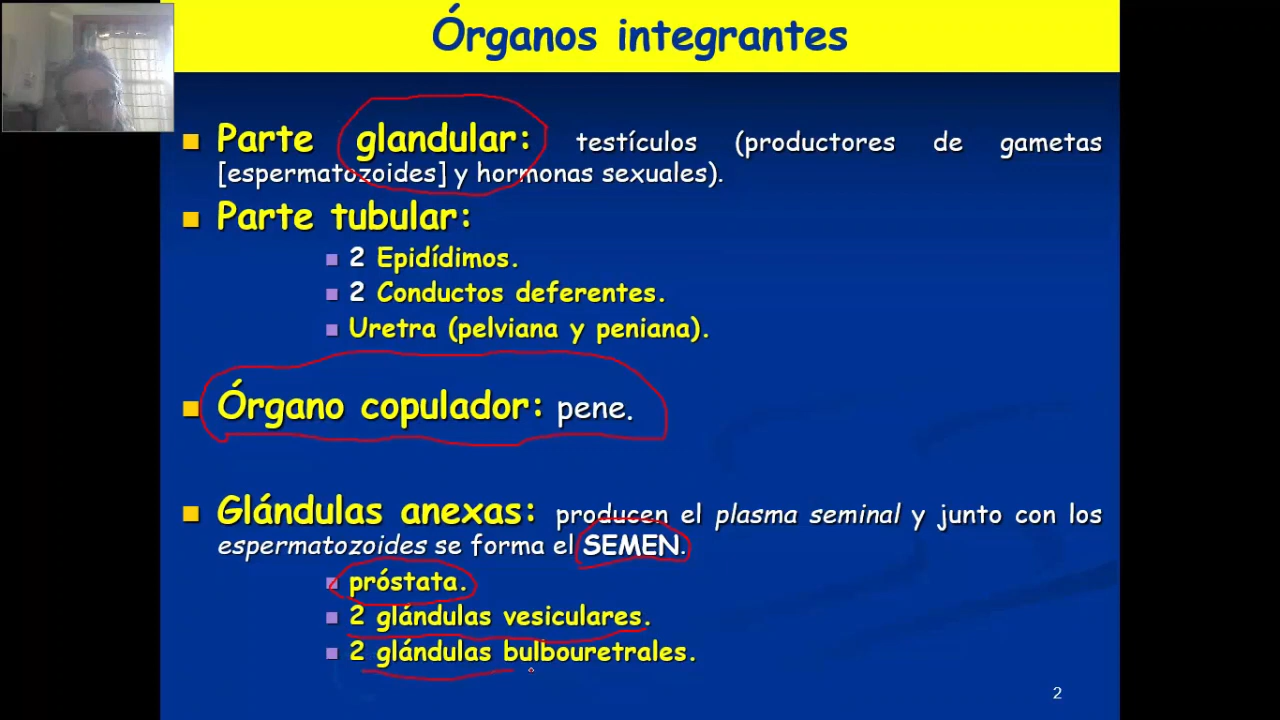 Órganos integrantes
Parte glandular: testículos (productores de gametas
[espermatozoides] y hormonas sexuales).
Parte tubular:
2 Epidídimos.
2 Conductos deferentes.
Uretra (pelviana y peniana).
Órgano copulador: pene.
Glándulas anexas: producen el plasma seminal y junto con los
espermatozoides se forma el SEMEN.
próstata.
2 glándulas vesiculares.
2 glándulas bulbouretrales.
2